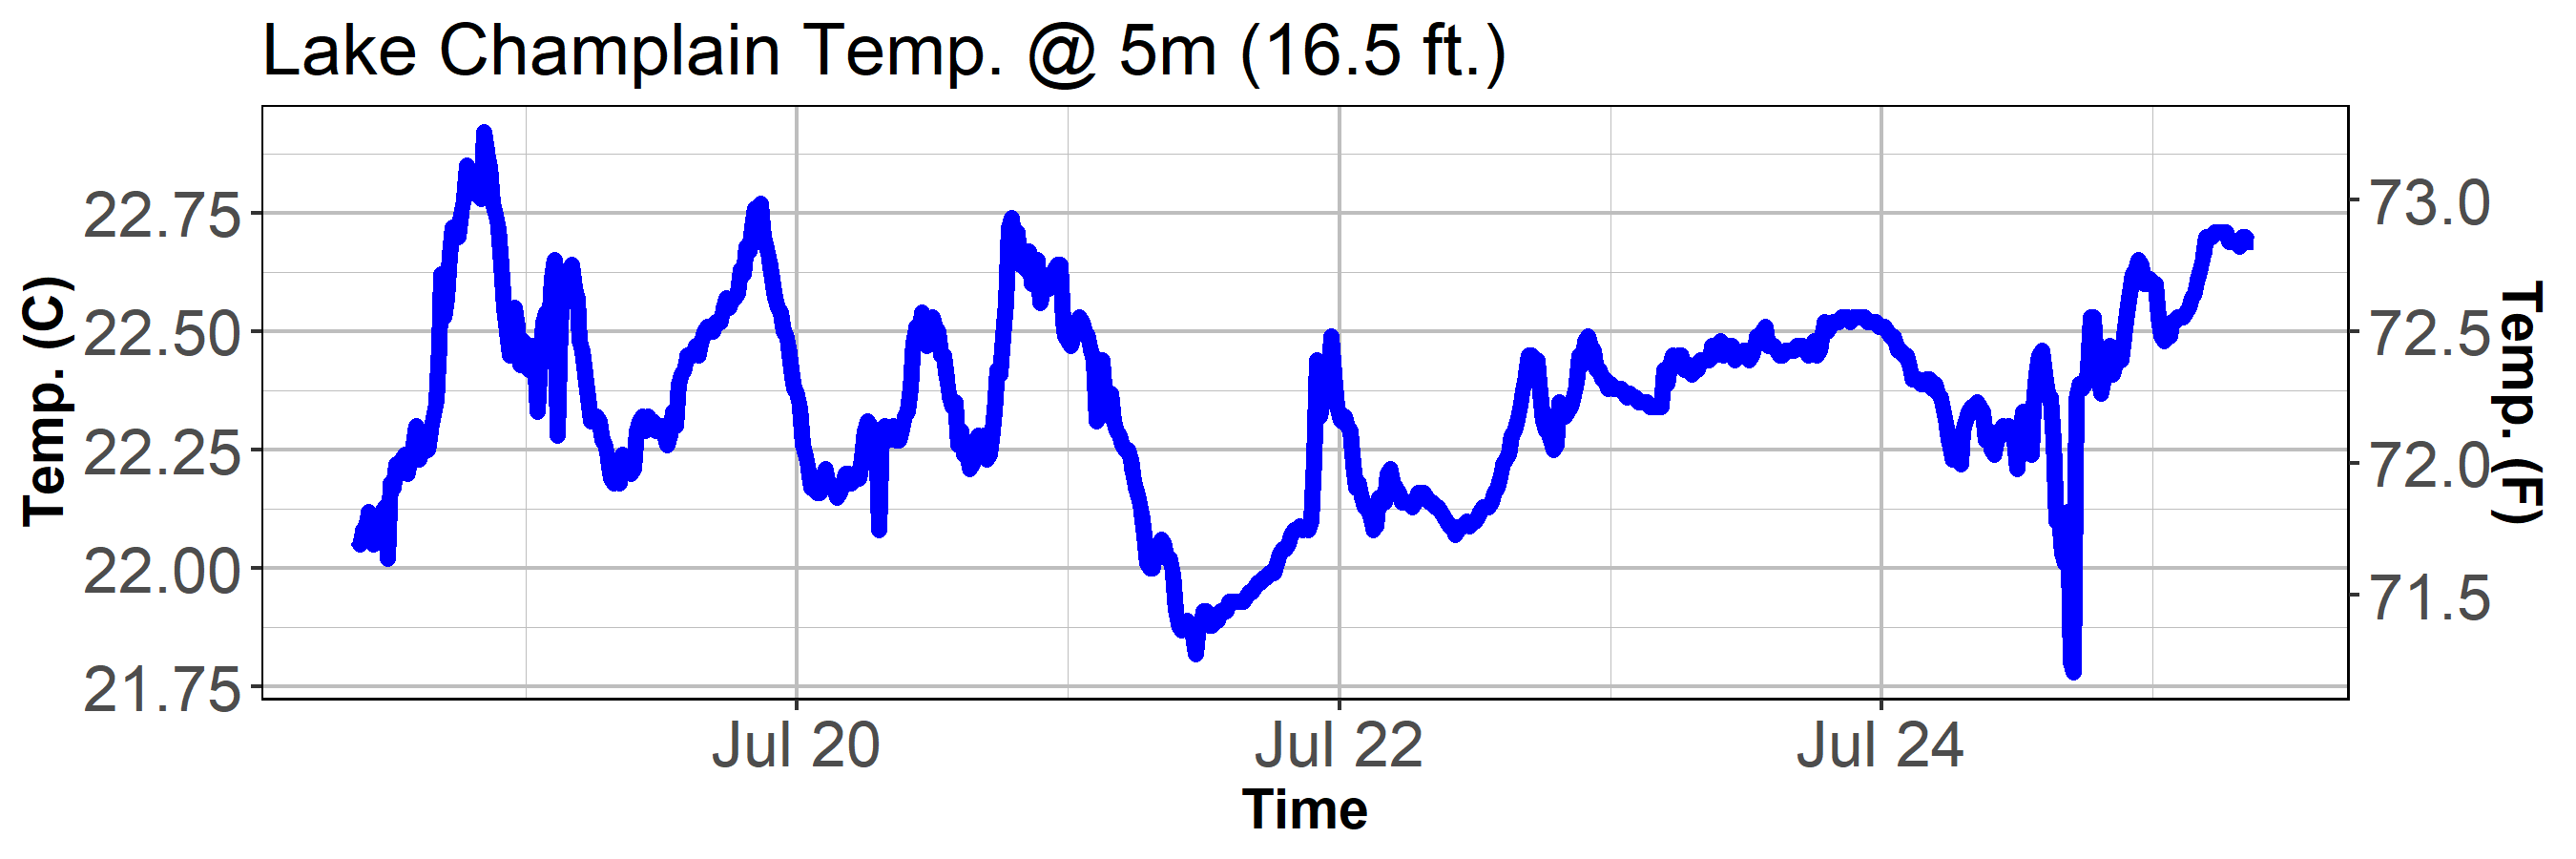 Lake Champlain Temp. @ 5m (16.5 ft.)
Temp. (C)
22.75
22.50
22.25
22.00
21.75
73.0
72.5
72.0
71.5
Temp. (F)
Jul 20
Jul 22
Jul 24
Time